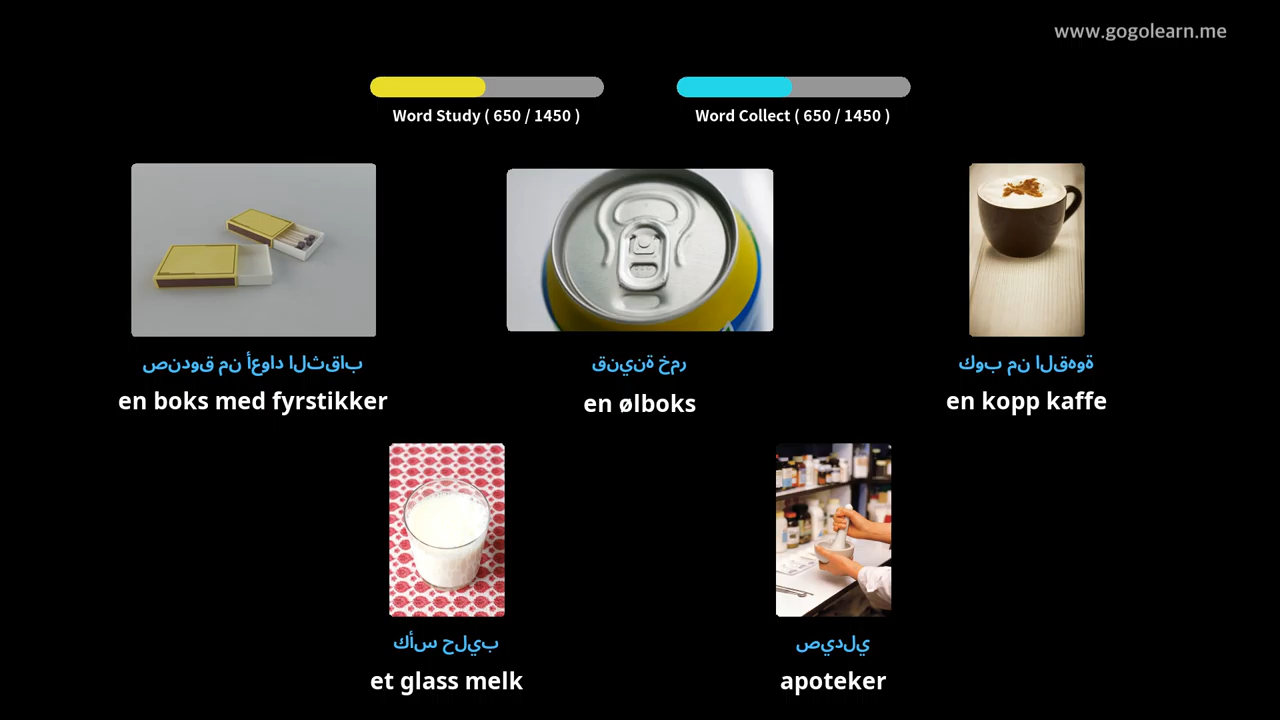 www.gogolearn.me
Word Study ( 650 / 1450 )
Word Collect ( 650 / 1450 )
صندوق من أعواد الثقاب
en boks med fyrstikker
قنينة خمر
en ølboks
كوب من القهوة
en kopp kaffe
كأس حليب
et glass melk
صيدلي
apoteker